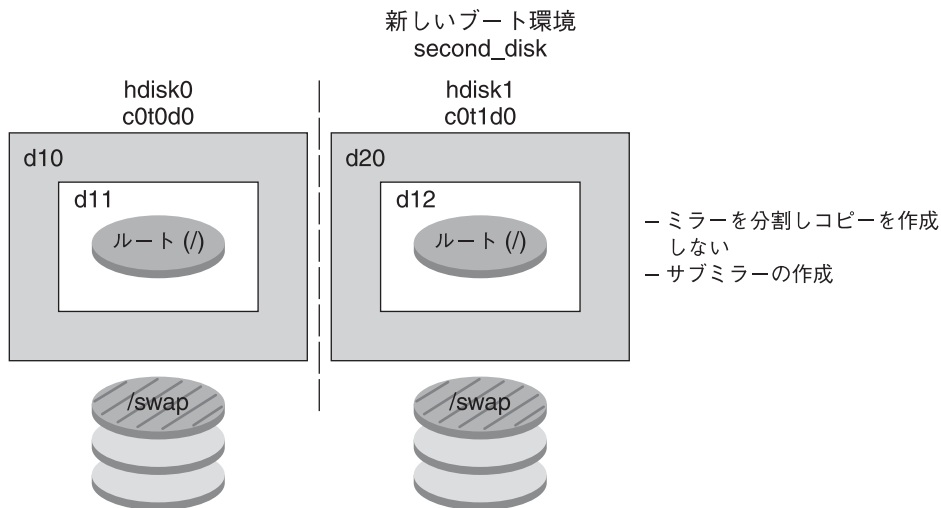 新しいブート環境
second_disk
hdisk0
c0t0d0
hdisk1
c0t1d0
d10
d11
ルート (/)
d20
d12
ルート (/)
– ミラーを分割しコピーを作成
しない
– サブミラーの作成
/swap
/swap